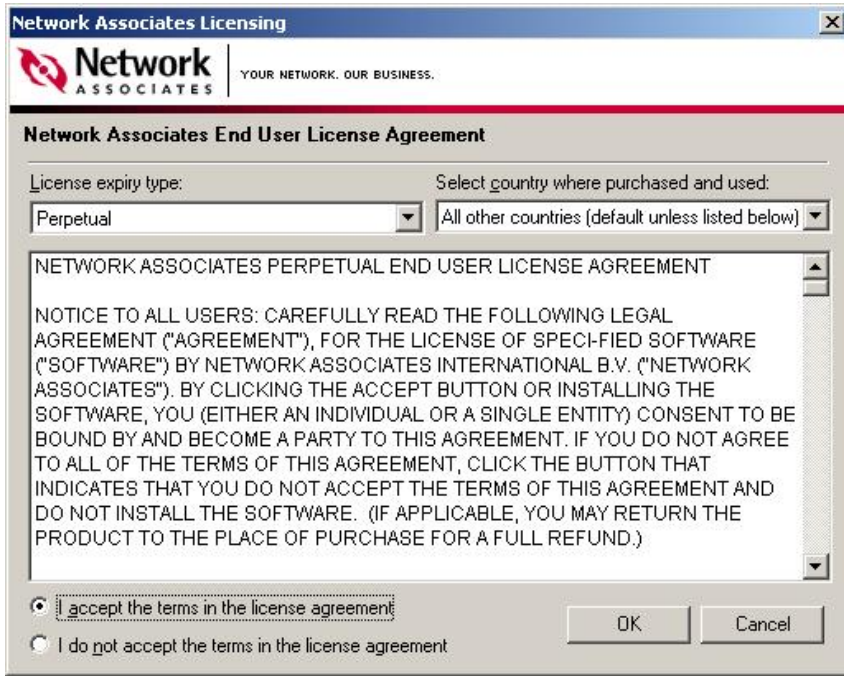 Network Associates Licensing
Network
ASSOCIATES
YOUR NETWORK. OUR BUSINESS.
Network Associates End User License Agreement
License expiry type:
Select country where purchased and used:
Perpetual
All other countries (default unless listed below)
NETWORK ASSOCIATES PERPETUAL END USER LICENSE AGREEMENT
NOTICE TO ALL USERS: CAREFULLY READ THE FOLLOWING LEGAL
AGREEMENT ("AGREEMENT"), FOR THE LICENSE OF SPECI-FIED SOFTWARE
("SOFTWARE") BY NETWORK ASSOCIATES INTERNATIONAL B.V. ("NETWORK
ASSOCIATES"). BY CLICKING THE ACCEPT BUTTON OR INSTALLING THE
SOFTWARE, YOU (EITHER AN INDIVIDUAL OR A SINGLE ENTITY) CONSENT TO BE
BOUND BY AND BECOME A PARTY TO THIS AGREEMENT. IF YOU DO NOT AGREE
TO ALL OF THE TERMS OF THIS AGREEMENT, CLICK THE BUTTON THAT
INDICATES THAT YOU DO NOT ACCEPT THE TERMS OF THIS AGREEMENT AND
DO NOT INSTALL THE SOFTWARE.  (IF APPLICABLE, YOU MAY RETURN THE
PRODUCT TO THE PLACE OF PURCHASE FOR A FULL REFUND.)
I accept the terms in the license agreement
I do not accept the terms in the license agreement
OK
Cancel